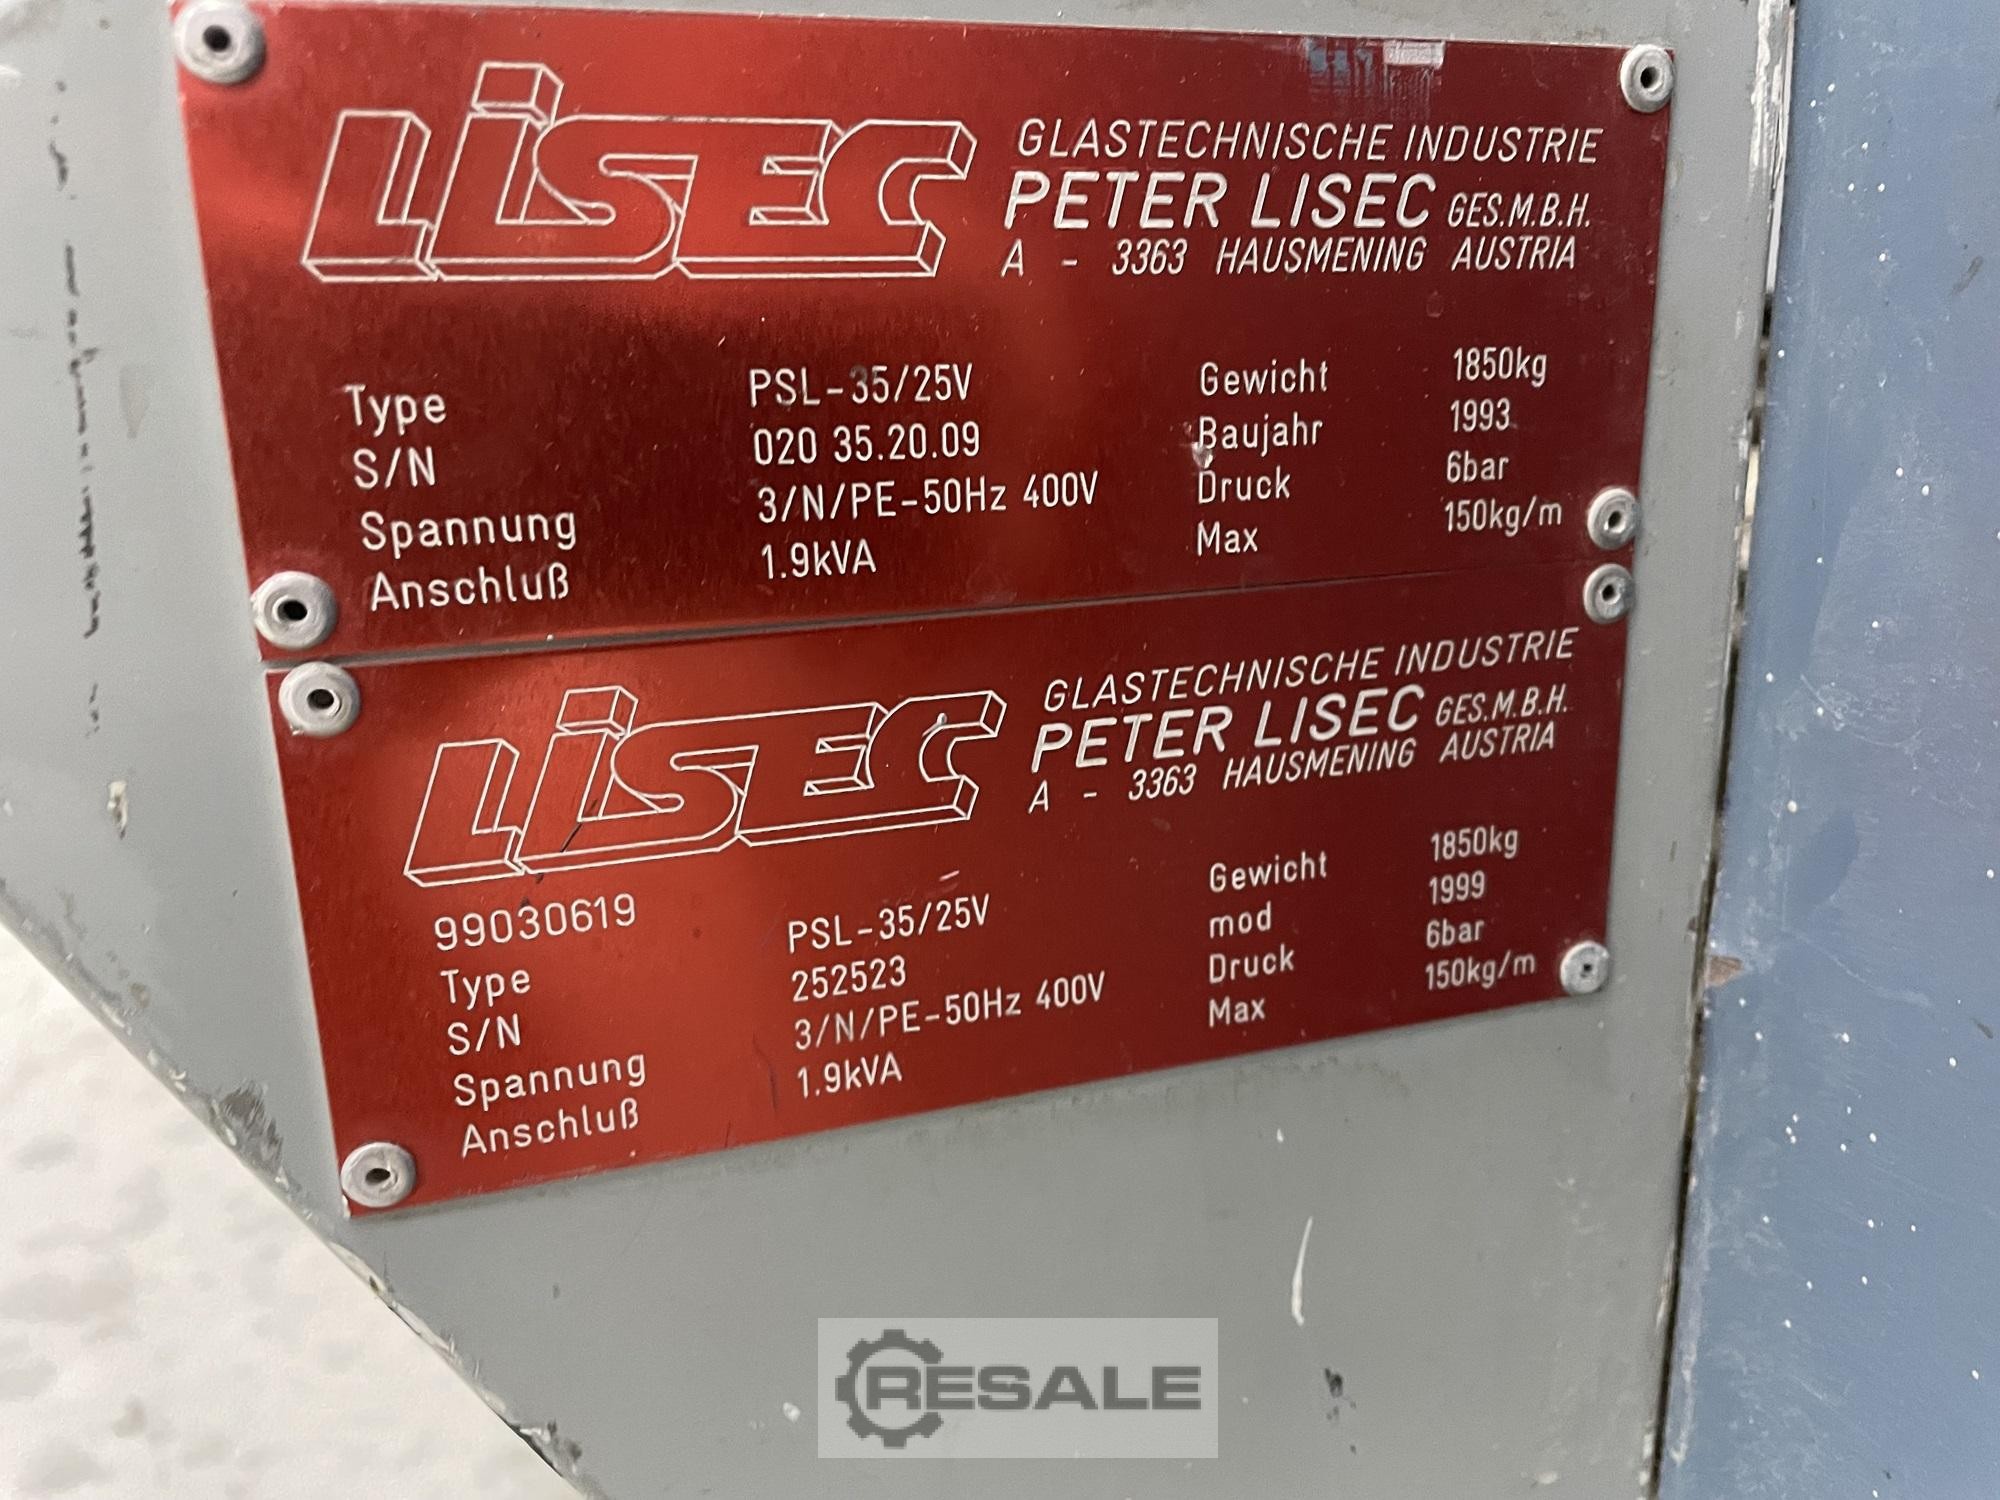 LISEC
GLASTECHNISCHE INDUSTRIE
PETER LISEC GES.M.B.H.
A - 3363 HAUSMENING AUSTRIA
Type PSL-35/25V
S/N 020 35.20.09
Spannung 3/N/PE-50Hz 400V
Anschluß 1.9kVA
Gewicht 1850kg
Baujahr 1993
Druck 6bar
Max 150kg/m
LISEC
GLASTECHNISCHE INDUSTRIE
PETER LISEC GES.M.B.H.
A - 3363 HAUSMENING AUSTRIA
99030619
Type PSL-35/25V
S/N 252523
Spannung 3/N/PE-50Hz 400V
Anschluß 1.9kVA
Gewicht 1850kg
mod 1999
Druck 6bar
Max 150kg/m
RESALE